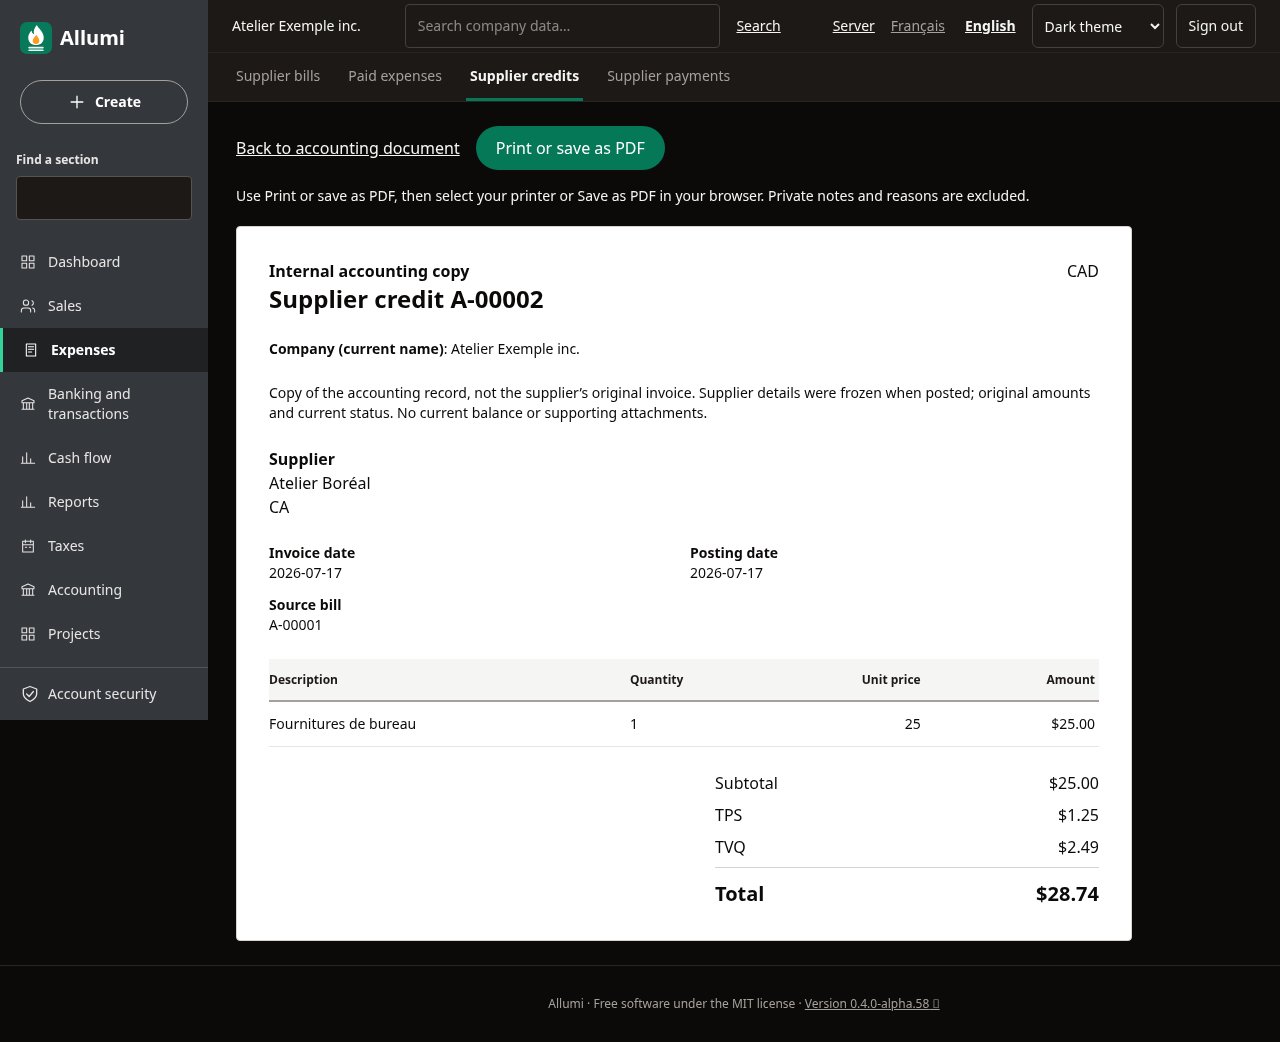 Allumi
Create
Find a section
Dashboard
Sales
Expenses
Banking and
transactions
Cash flow
Reports
Taxes
Accounting
Projects
Account security
Atelier Exemple inc.
Search company data...
Search
Server
Français
English
Dark theme
Sign out
Supplier bills
Paid expenses
Supplier credits
Supplier payments
Back to accounting document
Print or save as PDF
Use Print or save as PDF, then select your printer or Save as PDF in your browser. Private notes and reasons are excluded.
Internal accounting copy
CAD
Supplier credit A-00002
Company (current name): Atelier Exemple inc.
Copy of the accounting record, not the supplier’s original invoice. Supplier details were frozen when posted; original amounts
and current status. No current balance or supporting attachments.
Supplier
Atelier Boréal
CA
Invoice date
2026-07-17
Posting date
2026-07-17
Source bill
A-00001
Description Quantity Unit price Amount
Fournitures de bureau 1 25 $25.00
Subtotal $25.00
TPS $1.25
TVQ $2.49
Total $28.74
Allumi · Free software under the MIT license · Version 0.4.0-alpha.58